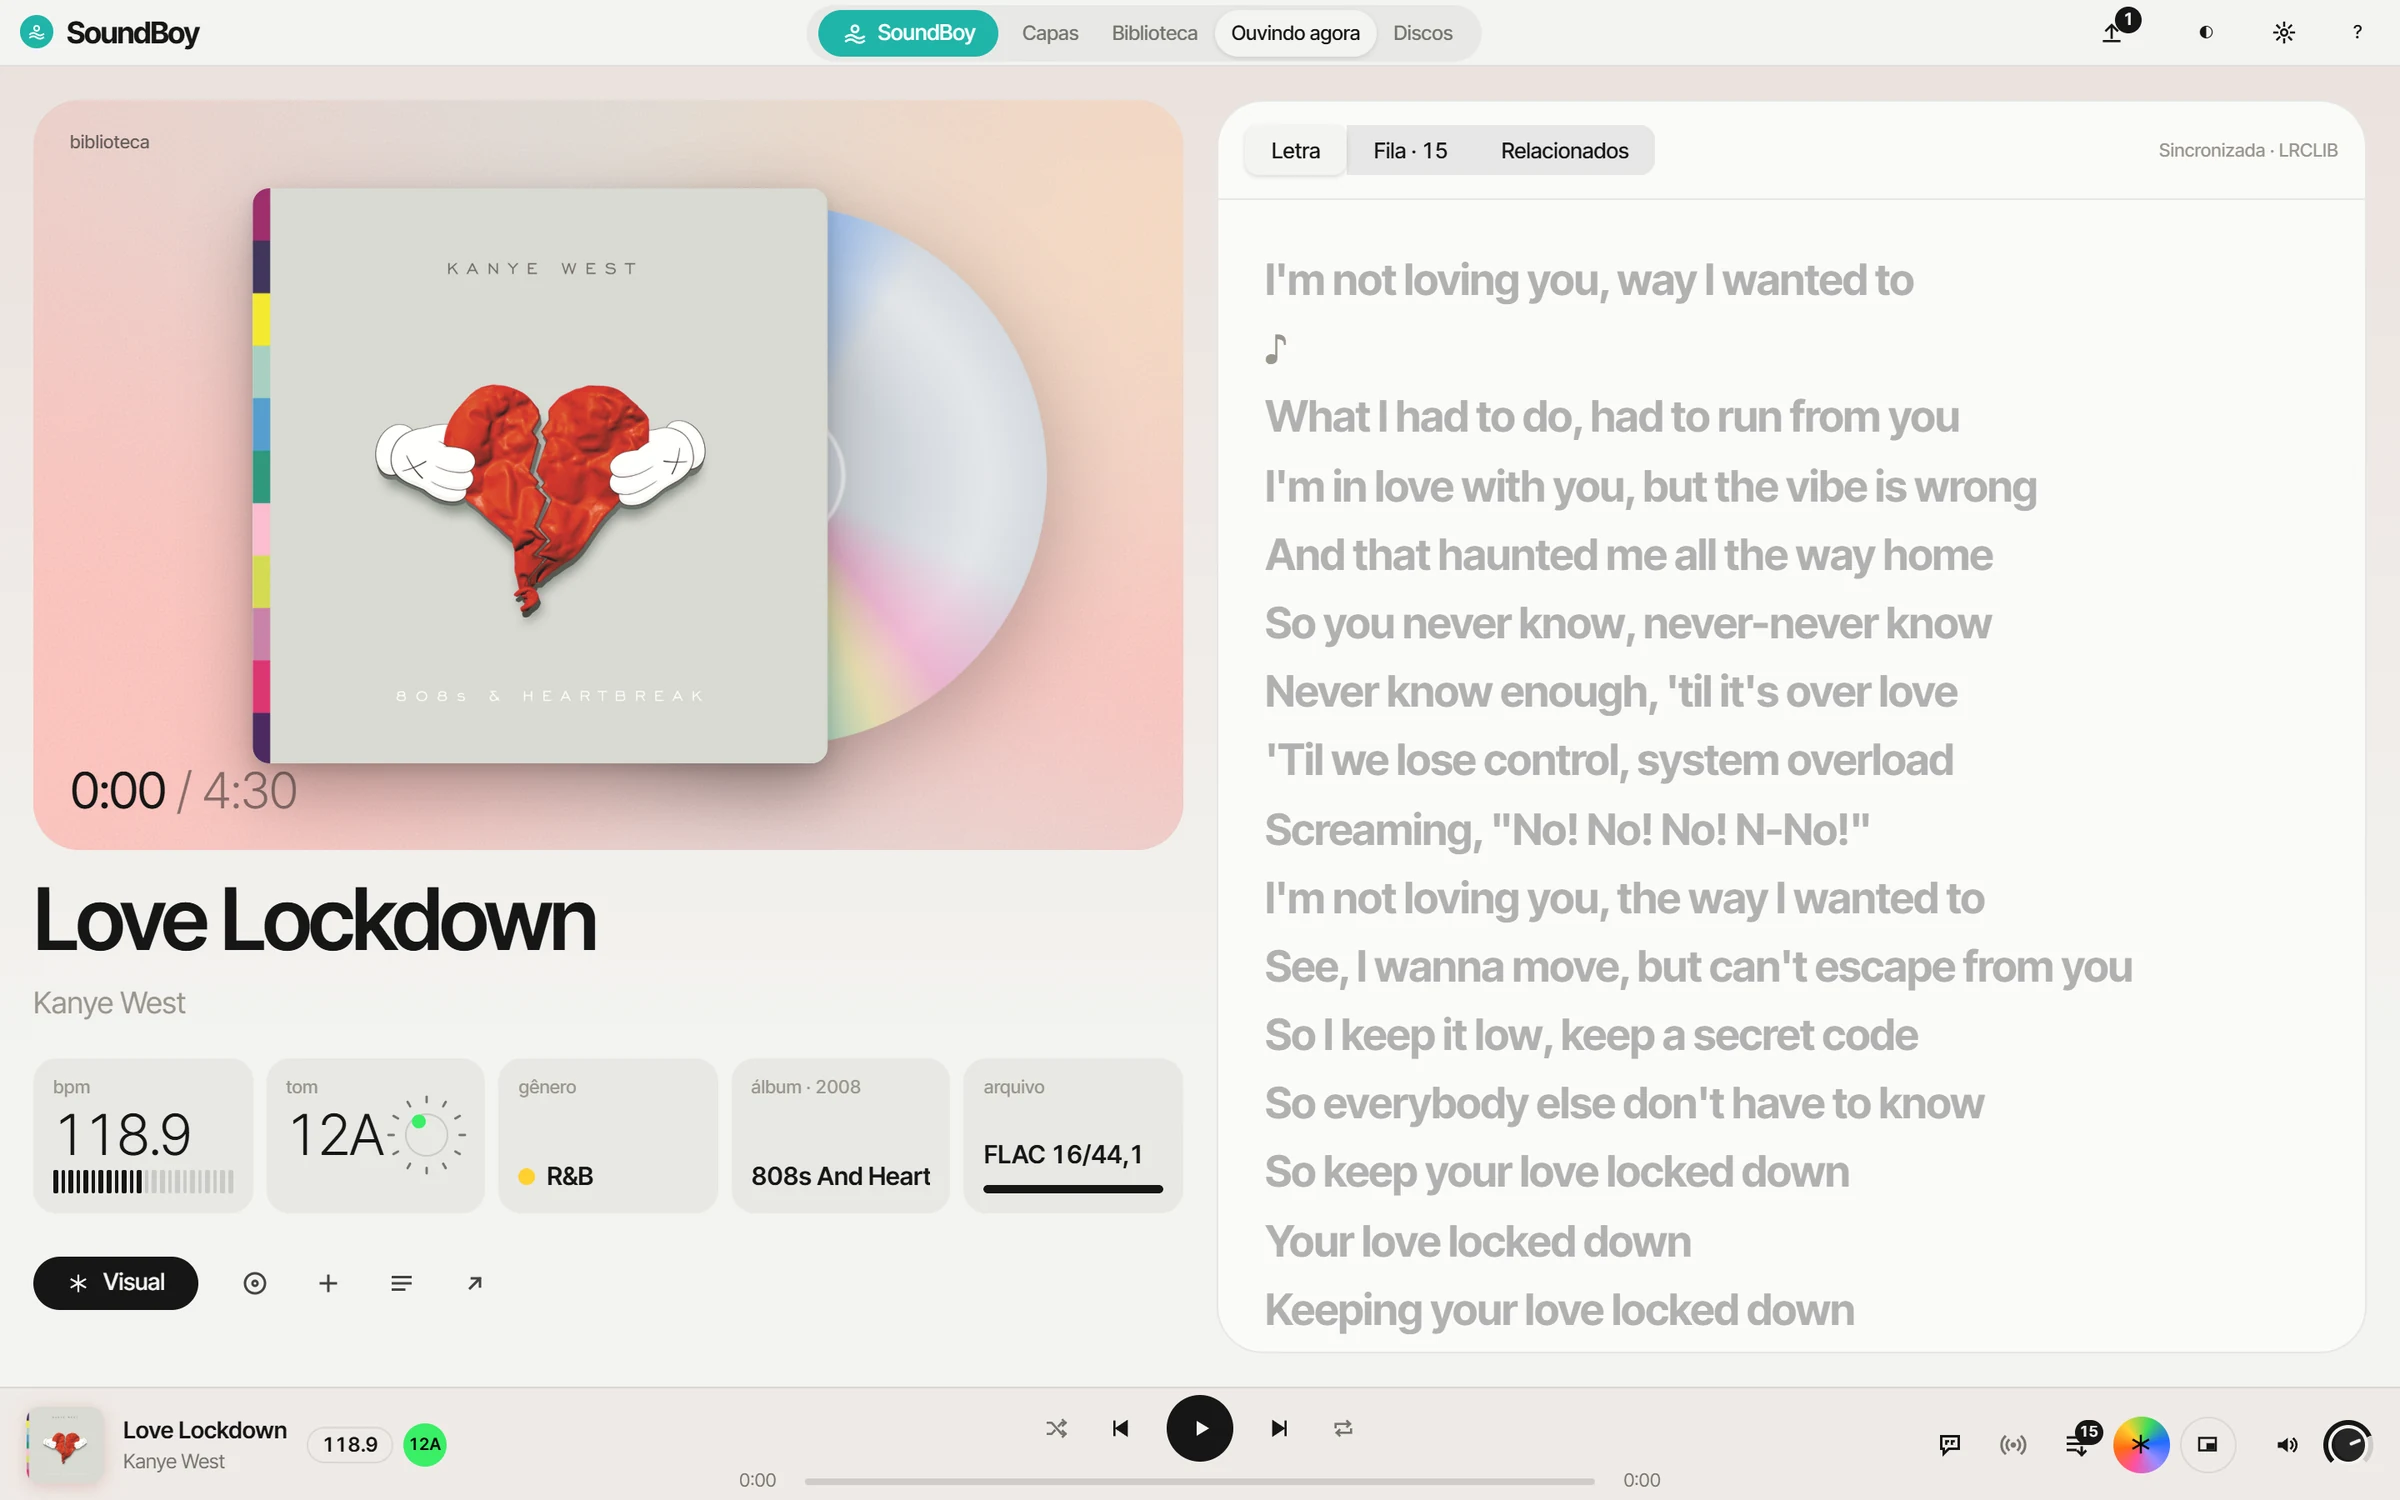 SoundBoy
SoundBoy
Capas
Biblioteca
Ouvindo agora
Discos
1
?
biblioteca
KANYE WEST
808s & HEARTBREAK
0:00 / 4:30
Love Lockdown
Kanye West
bpm
118.9
tom
12A
gênero
R&B
álbum · 2008
808s And Heart
arquivo
FLAC 16/44,1
Visual
Letra
Fila · 15
Relacionados
Sincronizada · LRCLIB
I'm not loving you, way I wanted to
♪
What I had to do, had to run from you
I'm in love with you, but the vibe is wrong
And that haunted me all the way home
So you never know, never-never know
Never know enough, 'til it's over love
'Til we lose control, system overload
Screaming, "No! No! No! N-No!"
I'm not loving you, the way I wanted to
See, I wanna move, but can't escape from you
So I keep it low, keep a secret code
So everybody else don't have to know
So keep your love locked down
Your love locked down
Keeping your love locked down
Love Lockdown
Kanye West
118.9
12A
0:00
0:00
15